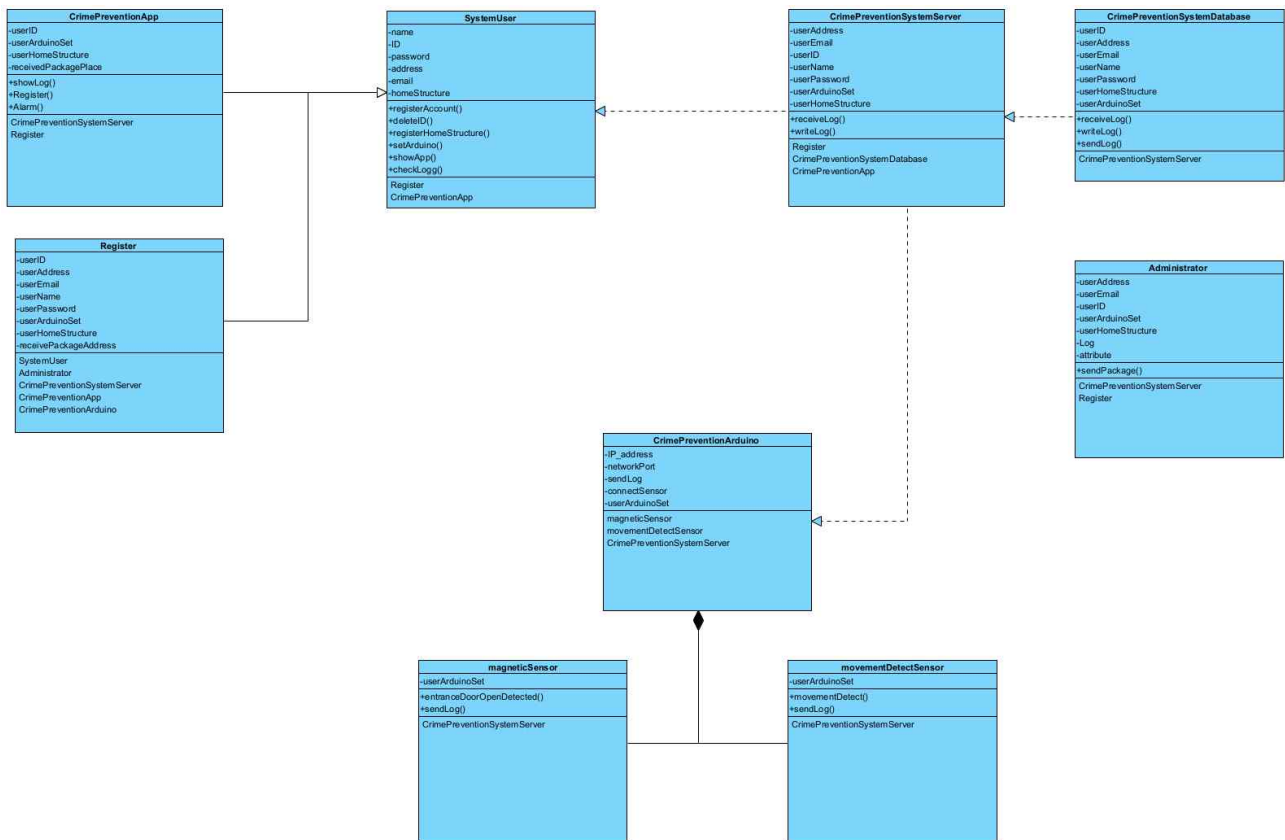 CrimePreventionApp
-userID
-userArduinoSet
-userHomeStructure
-receivedPackagePlace
+showLog()
+Register()
+Alarm()
CrimePreventionSystemServer
Register
SystemUser
-name
-ID
-password
-address
-email
-homeStructure
+registerAccount()
+deleteID()
+registerHomeStructure()
+setArduino()
+showApp()
+checkLogg()
Register
CrimePreventionApp
CrimePreventionSystemServer
-userAddress
-userEmail
-userID
-userName
-userPassword
-userArduinoSet
-userHomeStructure
+receiveLog()
+writeLog()
Register
CrimePreventionSystemDatabase
CrimePreventionApp
CrimePreventionSystemDatabase
-userID
-userAddress
-userEmail
-userName
-userPassword
-userHomeStructure
-userArduinoSet
+receiveLog()
+writeLog()
+sendLog()
CrimePreventionSystemServer
Register
-userID
-userAddress
-userEmail
-userName
-userPassword
-userArduinoSet
-userHomeStructure
-receivePackageAddress
SystemUser
Administrator
CrimePreventionSystemServer
CrimePreventionApp
CrimePreventionArduino
Administrator
-userAddress
-userEmail
-userID
-userArduinoSet
-userHomeStructure
-Log
-attribute
+sendPackage()
CrimePreventionSystemServer
Register
CrimePreventionArduino
-IP_address
-networkPort
-sendLog
-connectSensor
-userArduinoSet
magneticSensor
movementDetectSensor
CrimePreventionSystemServer
magneticSensor
-userArduinoSet
+entranceDoorOpenDetected()
+sendLog()
CrimePreventionSystemServer
movementDetectSensor
-userArduinoSet
+movementDetect()
+sendLog()
CrimePreventionSystemServer